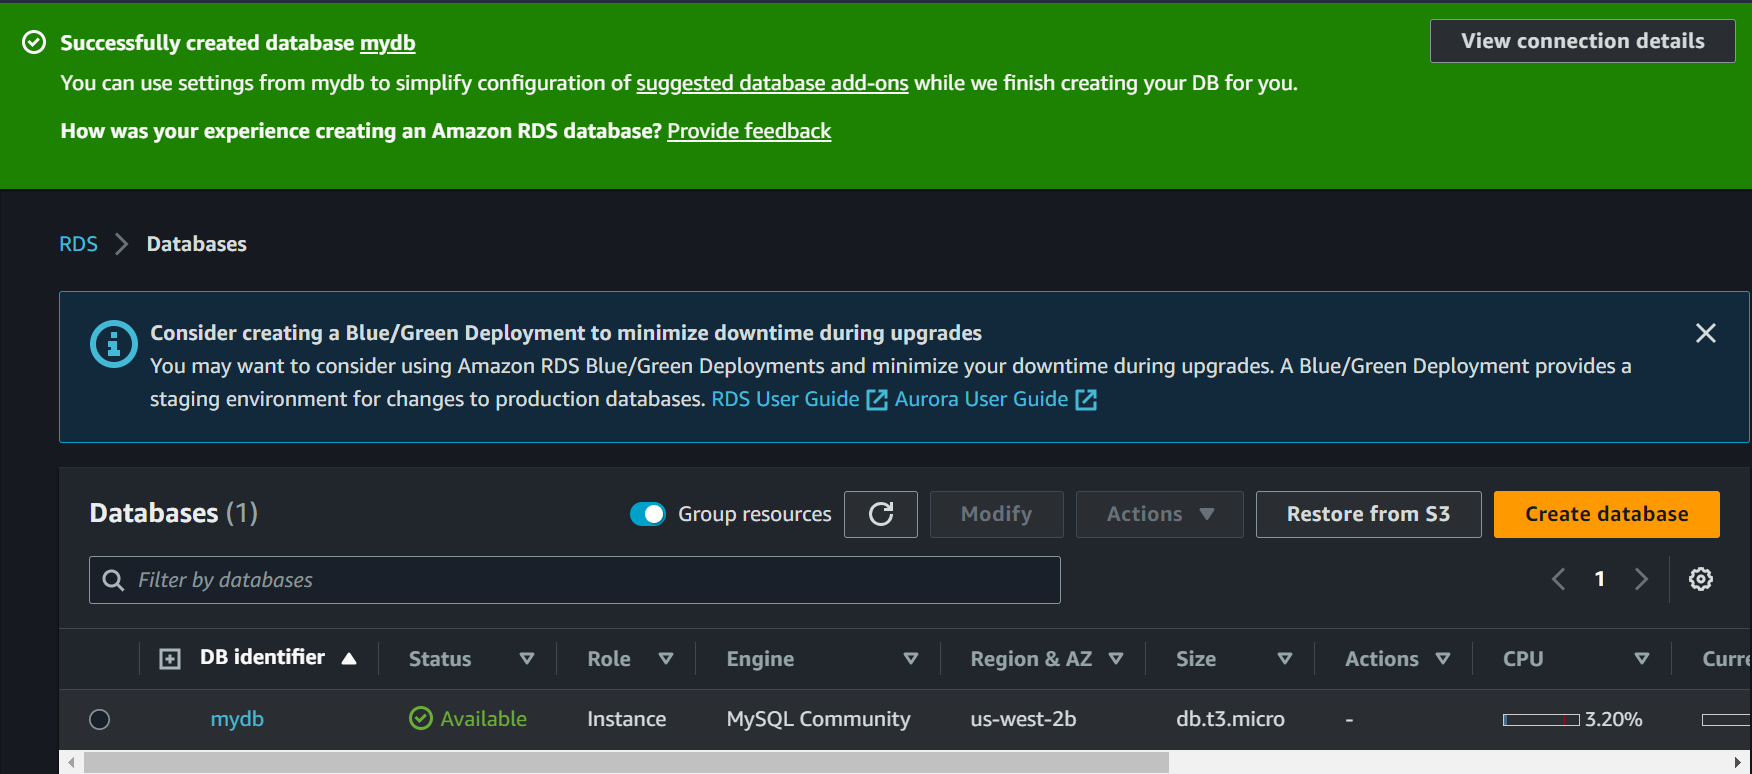 Successfully created database mydb
View connection details
You can use settings from mydb to simplify configuration of suggested database add-ons while we finish creating your DB for you.
How was your experience creating an Amazon RDS database? Provide feedback
RDS > Databases
Consider creating a Blue/Green Deployment to minimize downtime during upgrades
You may want to consider using Amazon RDS Blue/Green Deployments and minimize your downtime during upgrades. A Blue/Green Deployment provides a
staging environment for changes to production databases. RDS User Guide Aurora User Guide
Databases (1) Group resources Modify Actions Restore from S3 Create database
Filter by databases 1
DB identifier Status Role Engine Region & AZ Size Actions CPU Curre
mydb Available Instance MySQL Community us-west-2b db.t3.micro - 3.20%